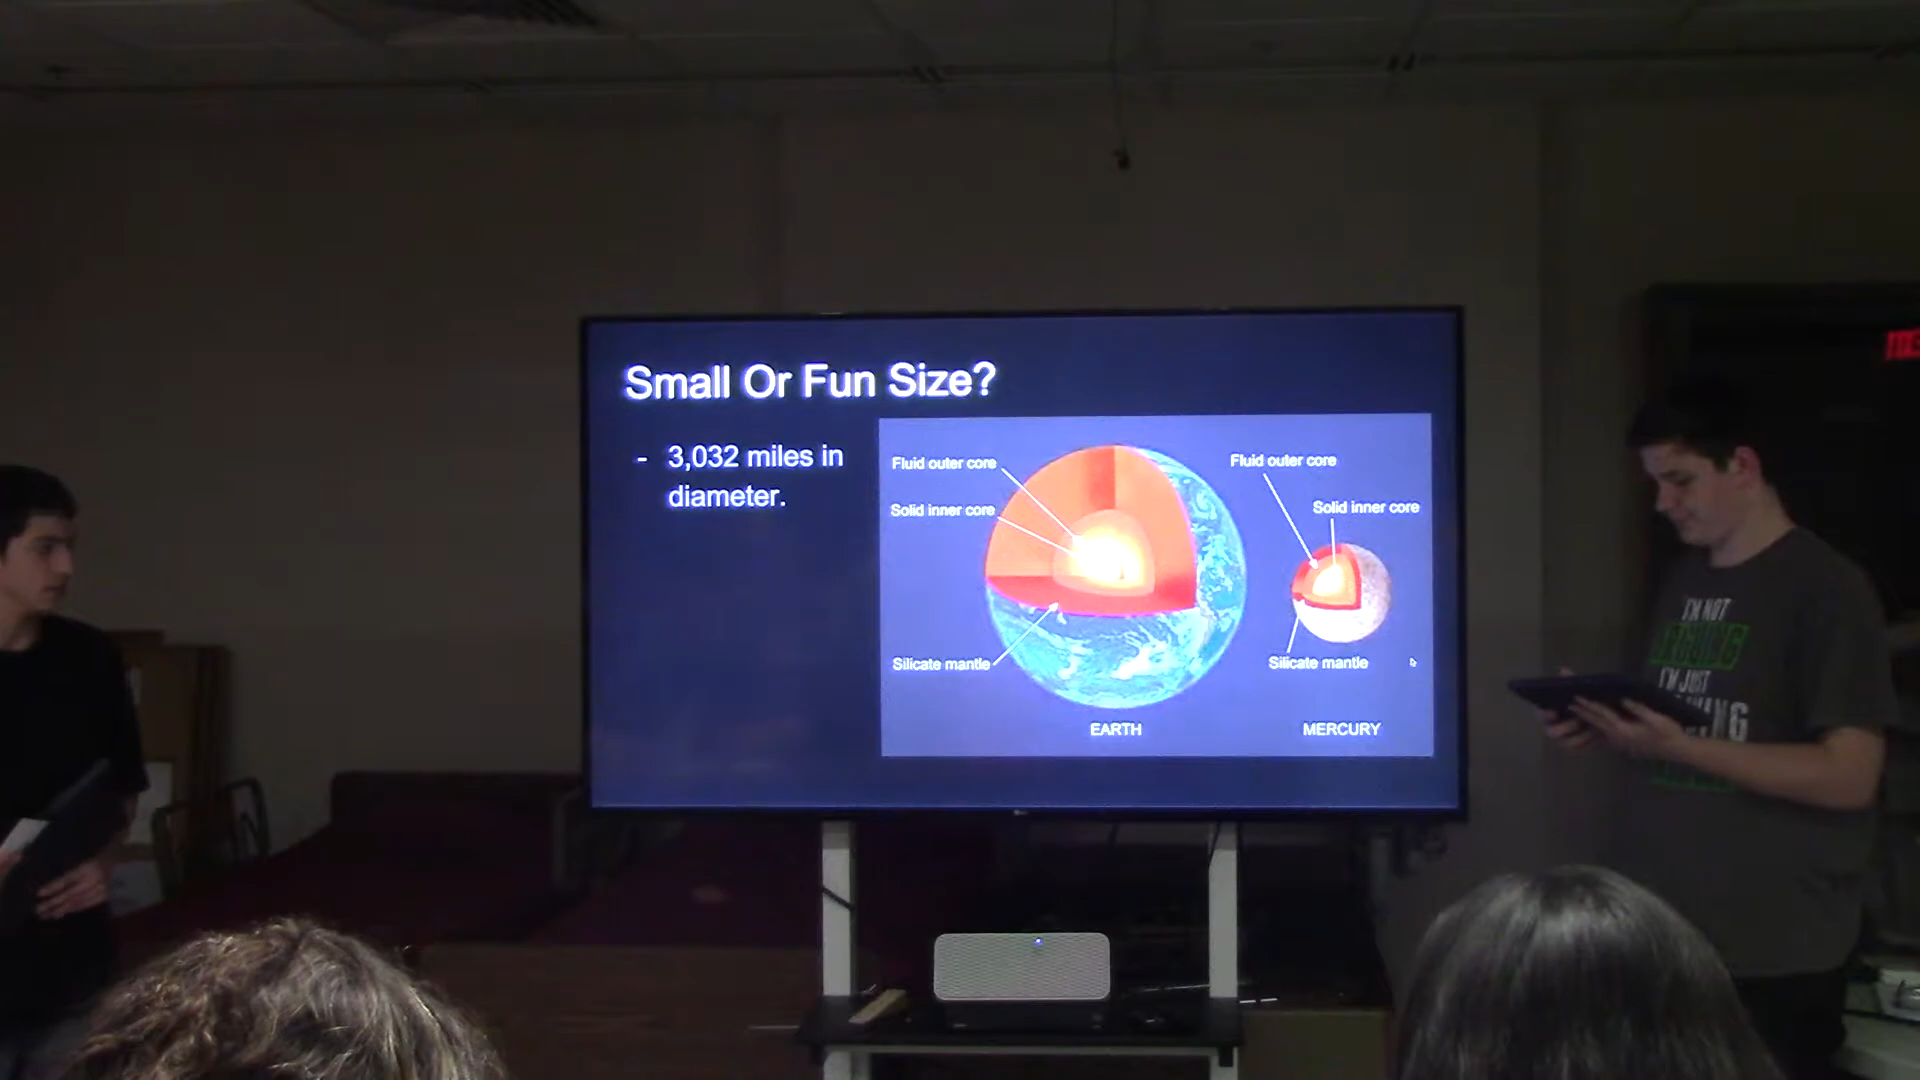 Small Or Fun Size?
- 3,032 miles in
diameter.
Fluid outer core
Solid inner core
Silicate mantle
EARTH
Fluid outer core
Solid inner core
Silicate mantle
MERCURY
I'M NOT
I'M JUST